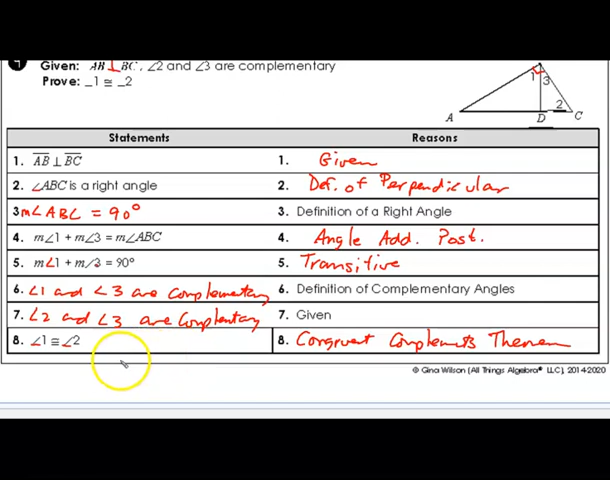 Given: AB ⊥ BC, ∠2 and ∠3 are complementary
Prove: ∠1 ≅ ∠2
1 3
2
A D C
Statements Reasons
1. AB ⊥ BC 1. Given
2. ∠ABC is a right angle 2. Def. of Perpendicular
3 m∠ABC = 90° 3. Definition of a Right Angle
4. m∠1 + m∠3 = m∠ABC 4. Angle Add. Post.
5. m∠1 + m∠3 = 90° 5. Transitive
6. ∠1 and ∠3 are complementary 6. Definition of Complementary Angles
7. ∠2 and ∠3 are complentary 7. Given
8. ∠1 ≅ ∠2 8. Congruent Complements Theorem
© Gina Wilson (All Things Algebra® LLC), 2014-2020